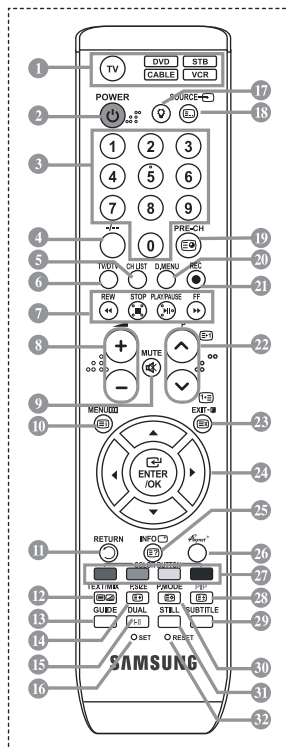 DVD STB
1 TV
CABLE VCR
17
POWER SOURCE
2 18
1 2 3
3
4 5 6
7 8 9
-/-- PRE-CH
4 0 19
5 20
TV/DTV CH LIST D.MENU REC
6 21
REW STOP PLAY/PAUSE FF
7
P
8 + 22
MUTE
9 −
MENU EXIT
10 23
ENTER
/OK
24
25
RETURN INFO
11 26
COLOR BUTTON
27
TEXT/MIX P.SIZE P.MODE PIP
12 28
GUIDE DUAL STILL SUBTITLE
13 I-II 29
14 30
15 SET RESET 31
16 32
SAMSUNG